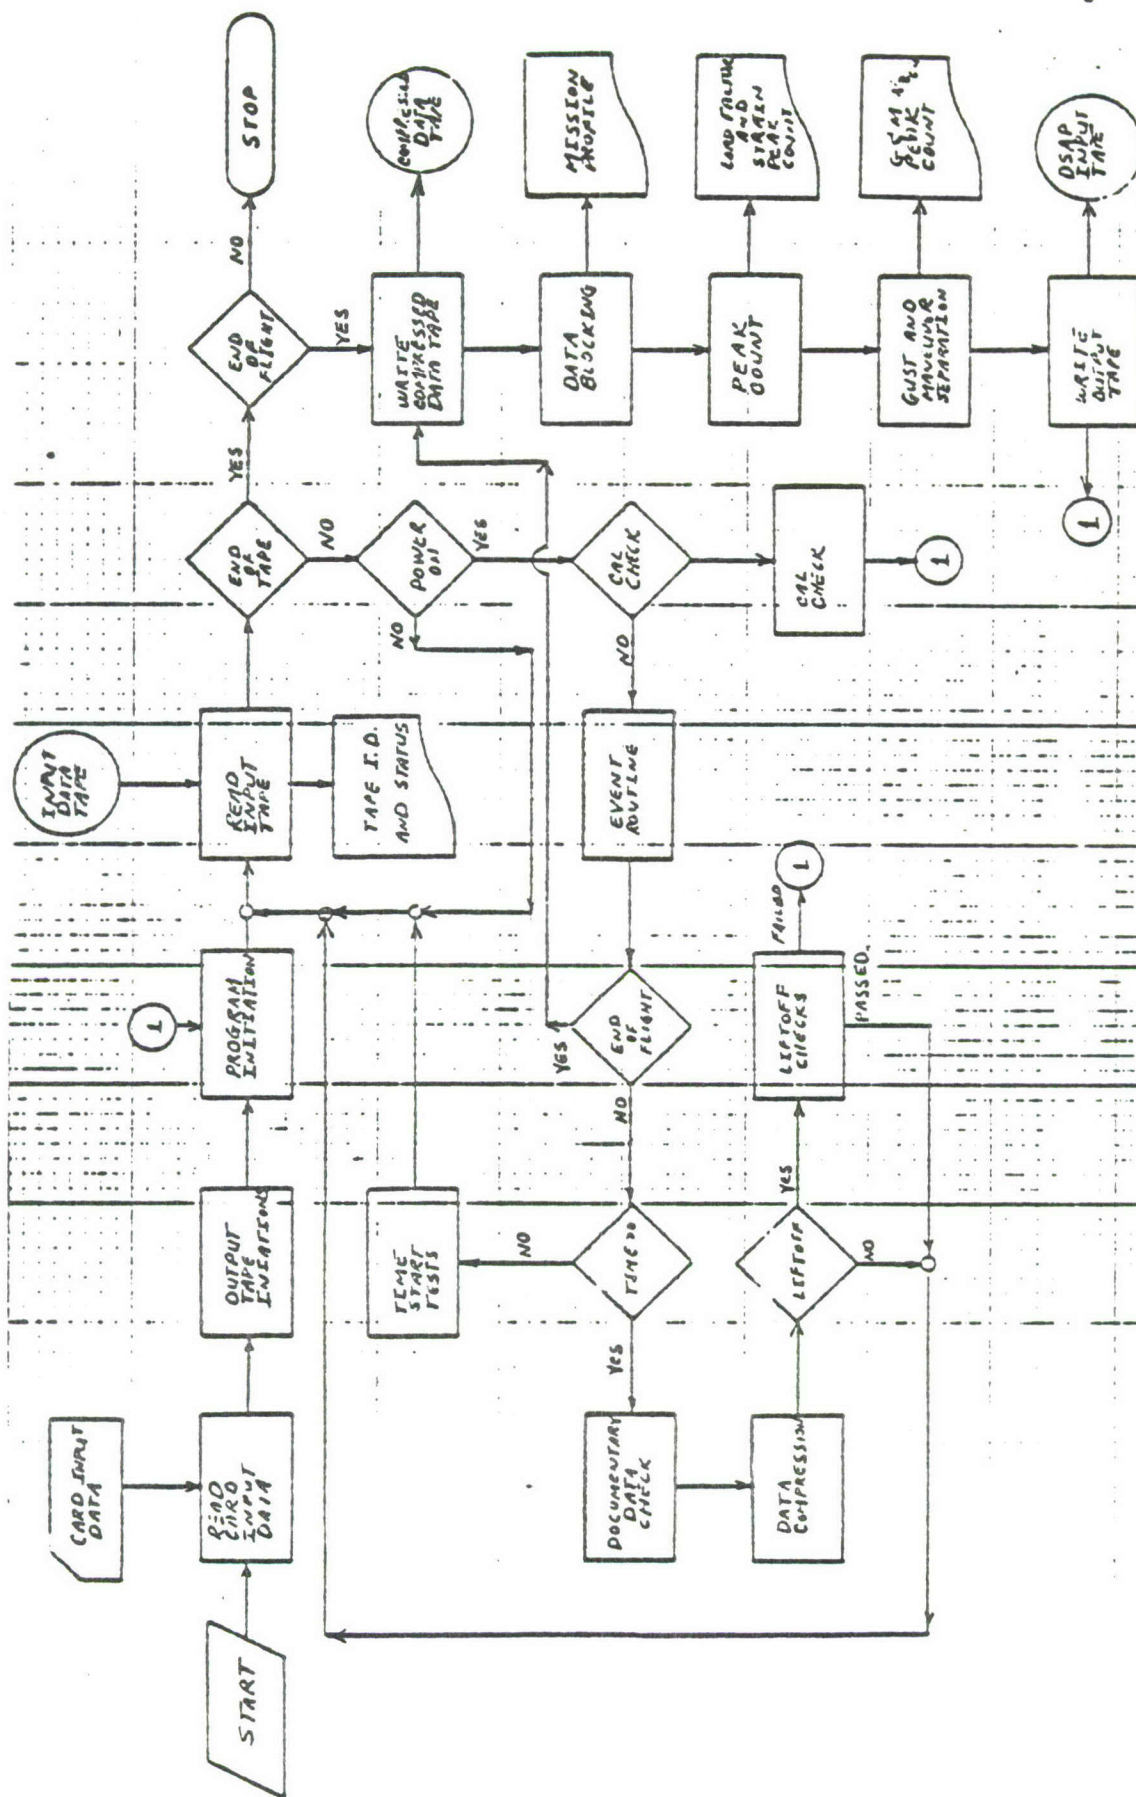 START
CARD INPUT
DATA
READ
CARD
INPUT
DATA
OUTPUT
TAPE
INIATIONS
1
PROGRAM
INITISATION
INPUT
DATA
TAPE
READ
INPUT
TAPE
TAPE I.D.
AND STATUS
END
OF
TAPE
YES
NO
END
OF
FLIGHT
NO
YES
STOP
POWER
ON
NO
YES
WRITE
COMPRESSED
DATA TAPE
COMPRESSED
DATA
TAPE
TIME
START
TESTS
CAL
CHECK
NO
CAL
CHECK
1
EVENT
ROUTINE
END
OF
FLIGHT
YES
NO
NO
YES
DOCUMENTARY
DATA
CHECK
DATA
COMPRESSION
LIFTOFF
YES
NO
LIFTOFF
CHECKS
FAILED
1
PASSED.
DATA
BLOCKING
MISSION
PROFILE
PEAK
COUNT
LOAD FACTOR
AND
STRAIN
PEAK
COUNT
GUST AND
MANUVUR
SEPARATION
PEAK
COUNT
WRITE
OUTPUT
TAPE
DSAP
INPUT
TAPE
1